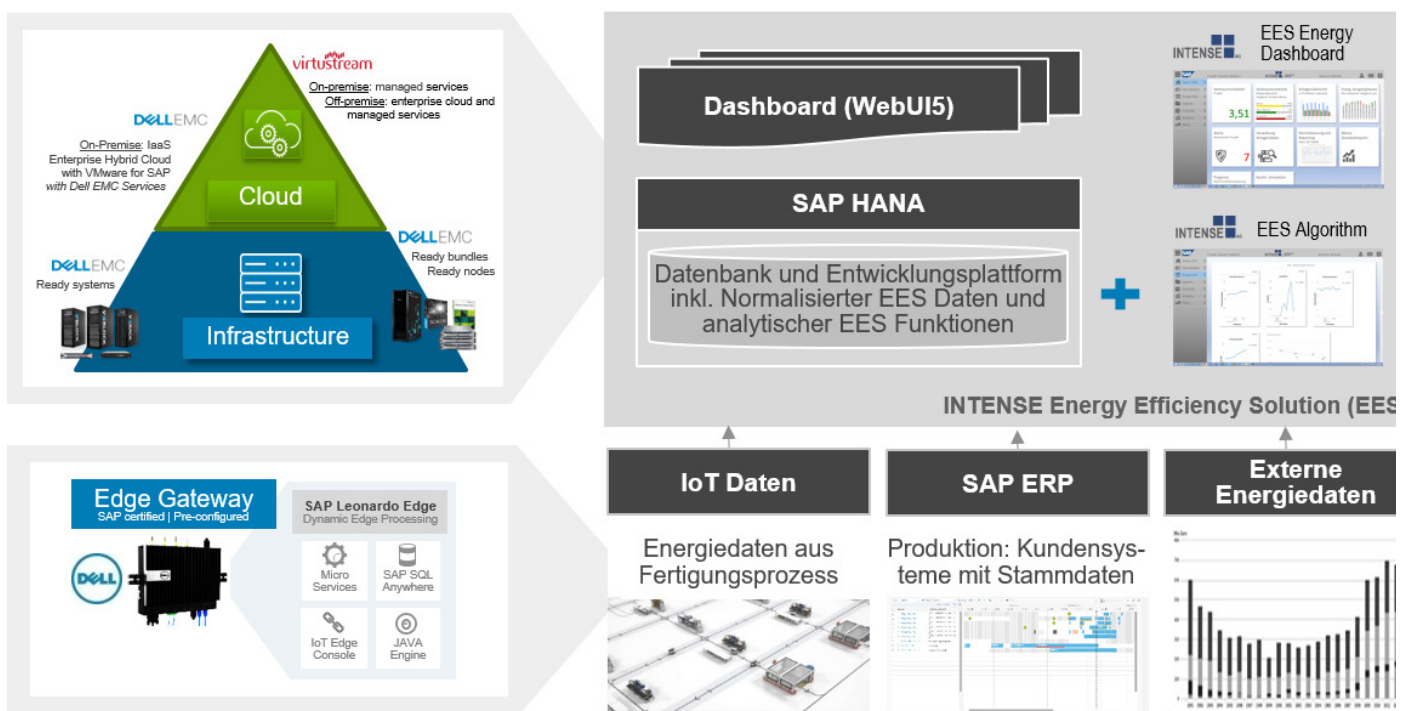 virtustream
On-premise: managed services
Off-premise: enterprise cloud and
managed services
DELLEMC
On-Premise: IaaS
Enterprise Hybrid Cloud
with VMware for SAP
with Dell EMC Services
Cloud
DELLEMC
Ready systems
DELLEMC
Ready bundles
Ready nodes
Infrastructure
Dashboard (WebUI5)
SAP HANA
Datenbank und Entwicklungsplattform
inkl. Normalisierter EES Daten und
analytischer EES Funktionen
INTENSE AG
EES Energy
Dashboard
3,51
7
INTENSE AG
EES Algorithm
INTENSE Energy Efficiency Solution (EES
Edge Gateway
SAP certified | Pre-configured
DELL
SAP Leonardo Edge
Dynamic Edge Processing
Micro
Services
SAP SQL
Anywhere
IoT Edge
Console
JAVA
Engine
IoT Daten
Energiedaten aus
Fertigungsprozess
SAP ERP
Produktion: Kundensys-
teme mit Stammdaten
Externe
Energiedaten